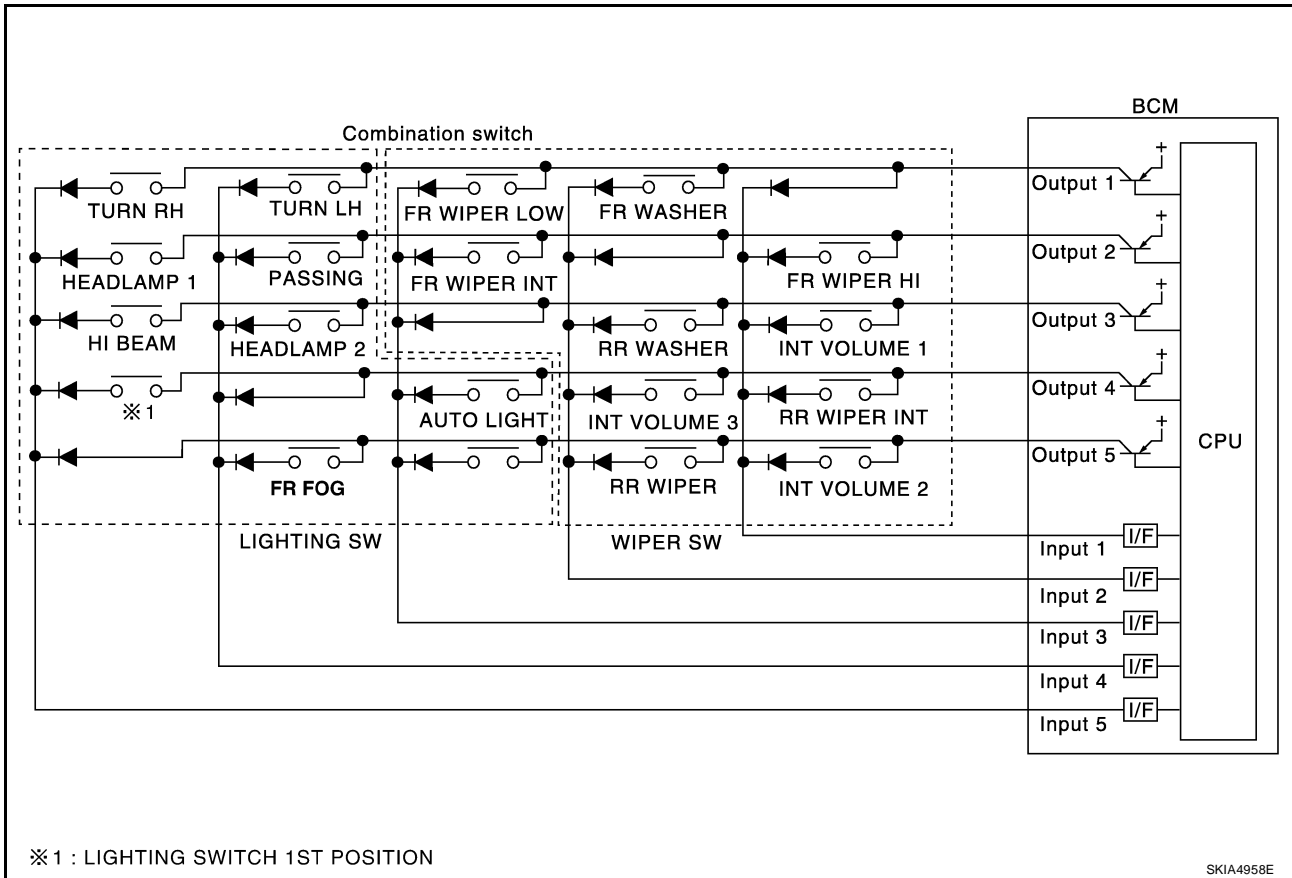 BCM
Combination switch
Output 1
TURN RH
TURN LH
FR WIPER LOW
FR WASHER
Output 2
HEADLAMP 1
PASSING
FR WIPER INT
FR WIPER HI
Output 3
HI BEAM
HEADLAMP 2
RR WASHER
INT VOLUME 1
Output 4
※1
AUTO LIGHT
INT VOLUME 3
RR WIPER INT
Output 5
CPU
FR FOG
RR WIPER
INT VOLUME 2
LIGHTING SW
WIPER SW
Input 1
I/F
Input 2
I/F
Input 3
I/F
Input 4
I/F
Input 5
I/F
※1 : LIGHTING SWITCH 1ST POSITION
SKIA4958E